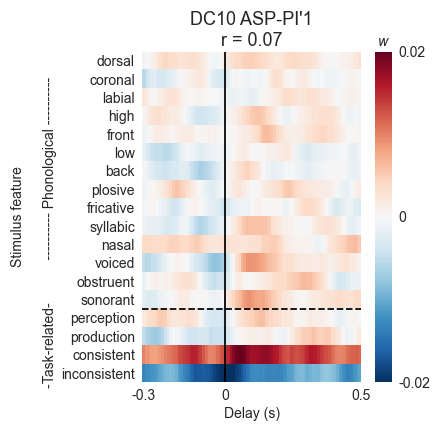 DC10 ASP-PI'1
r = 0.07
w
Stimulus feature
-Task-related- ---------- Phonological ----------
dorsal
coronal
labial
high
front
low
back
plosive
fricative
syllabic
nasal
voiced
obstruent
sonorant
perception
production
consistent
inconsistent
0.02
0
-0.02
-0.3
0
0.5
Delay (s)